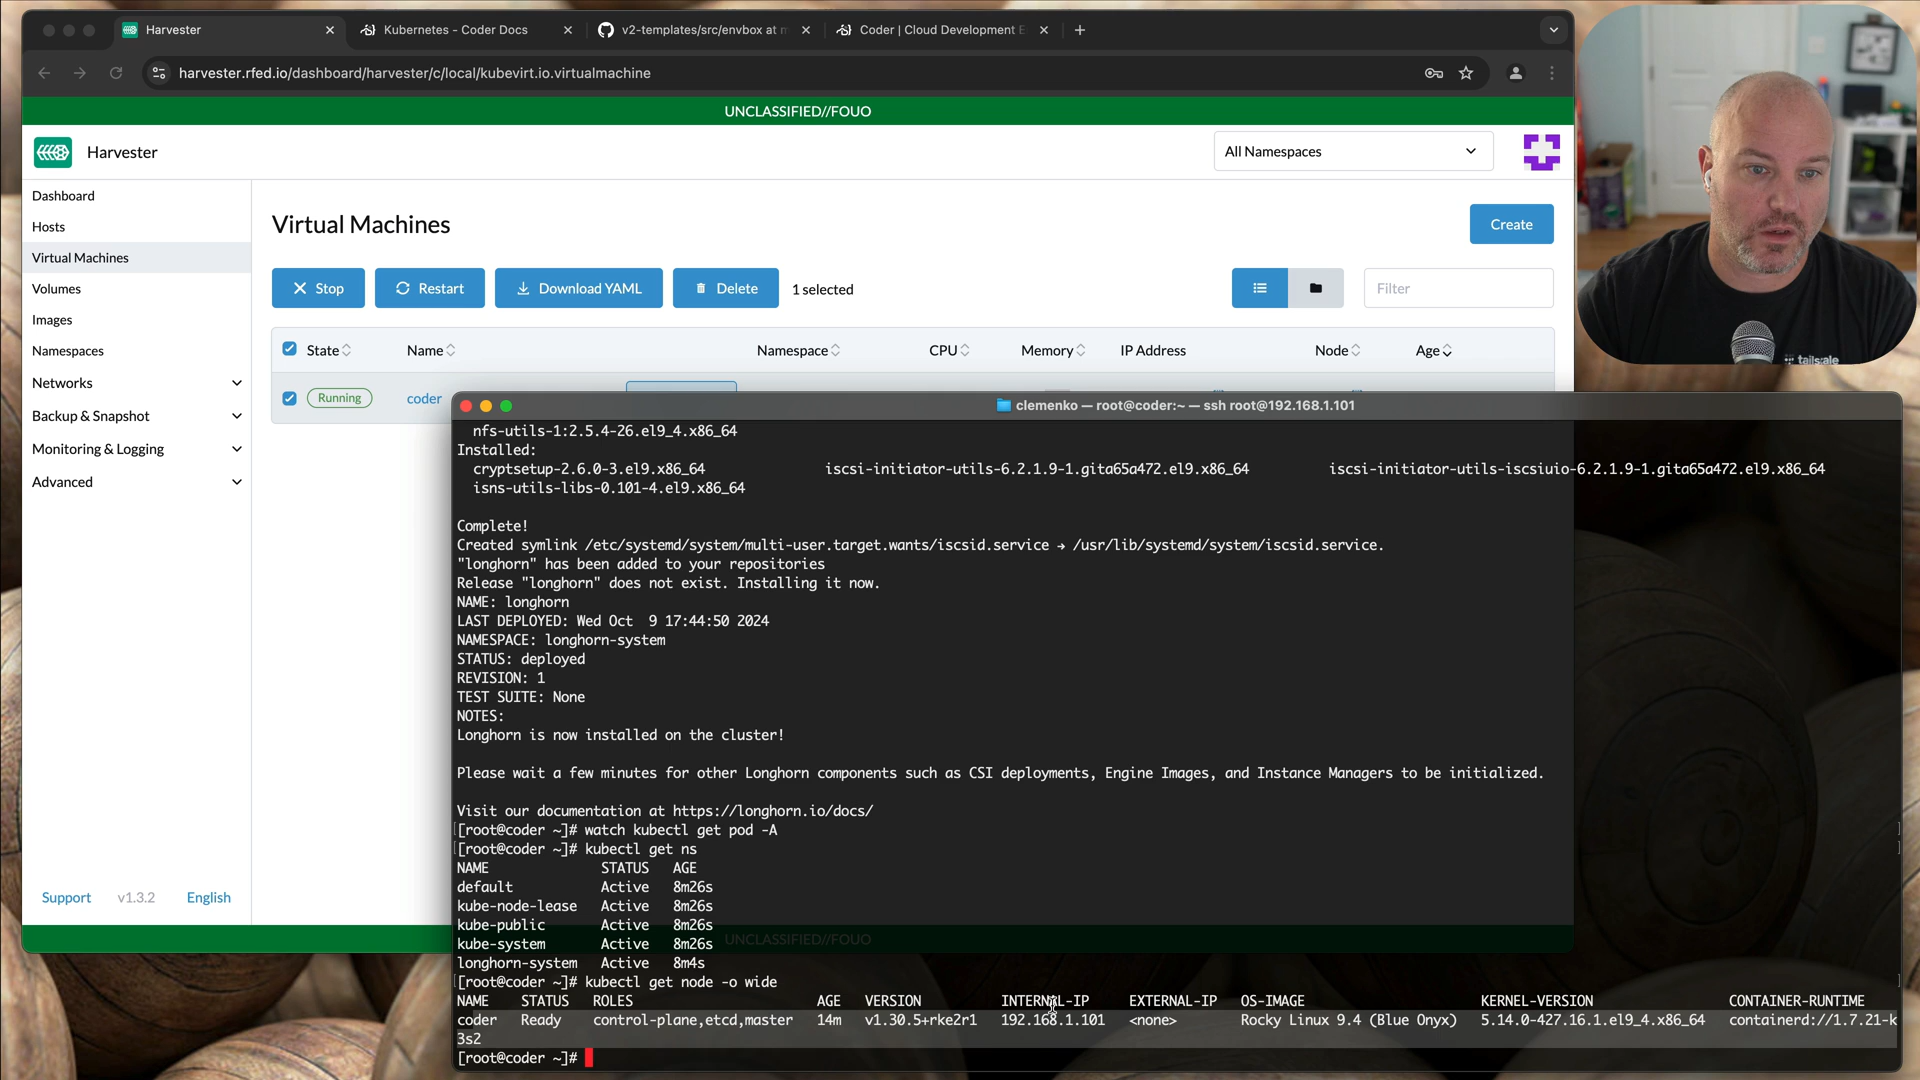 Harvester
Kubernetes - Coder Docs
v2-templates/src/envbox at m
Coder | Cloud Development E
harvester.rfed.io/dashboard/harvester/c/local/kubevirt.io.virtualmachine
UNCLASSIFIED//FOUO
Harvester
All Namespaces
Dashboard
Hosts
Virtual Machines
Volumes
Images
Namespaces
Networks
Backup & Snapshot
Monitoring & Logging
Advanced
Support v1.3.2 English
Virtual Machines
Create
Stop Restart Download YAML Delete 1 selected
Filter
State Name Namespace CPU Memory IP Address Node Age
Running coder
tailscale
clemenko — root@coder:~ — ssh root@192.168.1.101
nfs-utils-1:2.5.4-26.el9_4.x86_64
Installed:
cryptsetup-2.6.0-3.el9.x86_64 iscsi-initiator-utils-6.2.1.9-1.gita65a472.el9.x86_64 iscsi-initiator-utils-iscsiuio-6.2.1.9-1.gita65a472.el9.x86_64
isns-utils-libs-0.101-4.el9.x86_64
Complete!
Created symlink /etc/systemd/system/multi-user.target.wants/iscsid.service → /usr/lib/systemd/system/iscsid.service.
"longhorn" has been added to your repositories
Release "longhorn" does not exist. Installing it now.
NAME: longhorn
LAST DEPLOYED: Wed Oct  9 17:44:50 2024
NAMESPACE: longhorn-system
STATUS: deployed
REVISION: 1
TEST SUITE: None
NOTES:
Longhorn is now installed on the cluster!
Please wait a few minutes for other Longhorn components such as CSI deployments, Engine Images, and Instance Managers to be initialized.
Visit our documentation at https://longhorn.io/docs/
[root@coder ~]# watch kubectl get pod -A
[root@coder ~]# kubectl get ns
NAME STATUS AGE
default Active 8m26s
kube-node-lease Active 8m26s
kube-public Active 8m26s
kube-system Active 8m26s
longhorn-system Active 8m4s
UNCLASSIFIED//FOUO
[root@coder ~]# kubectl get node -o wide
NAME STATUS ROLES AGE VERSION INTERNAL-IP EXTERNAL-IP OS-IMAGE KERNEL-VERSION CONTAINER-RUNTIME
coder Ready control-plane,etcd,master 14m v1.30.5+rke2r1 192.168.1.101 <none> Rocky Linux 9.4 (Blue Onyx) 5.14.0-427.16.1.el9_4.x86_64 containerd://1.7.21-k
3s2
[root@coder ~]#